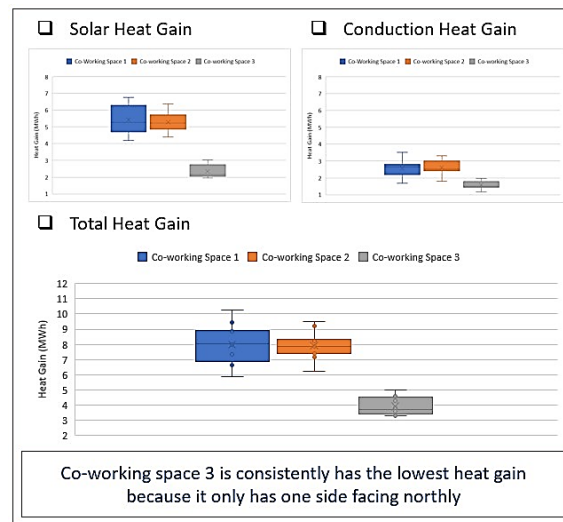 Solar Heat Gain
Conduction Heat Gain
Co-Working Space 1 Co-Working Space 2 Co-Working Space 3
Co-Working Space 1 Co-Working Space 2 Co-Working Space 3
Heat Gain (MWh)
8
7
6
5
4
3
2
1
Heat Gain (MWh)
8
7
6
5
4
3
2
1
Total Heat Gain
Co-working Space 1 Co-working Space 2 Co-working Space 3
Heat Gain (MWh)
12
11
10
9
8
7
6
5
4
3
2
Co-working space 3 is consistently has the lowest heat gain
because it only has one side facing northly